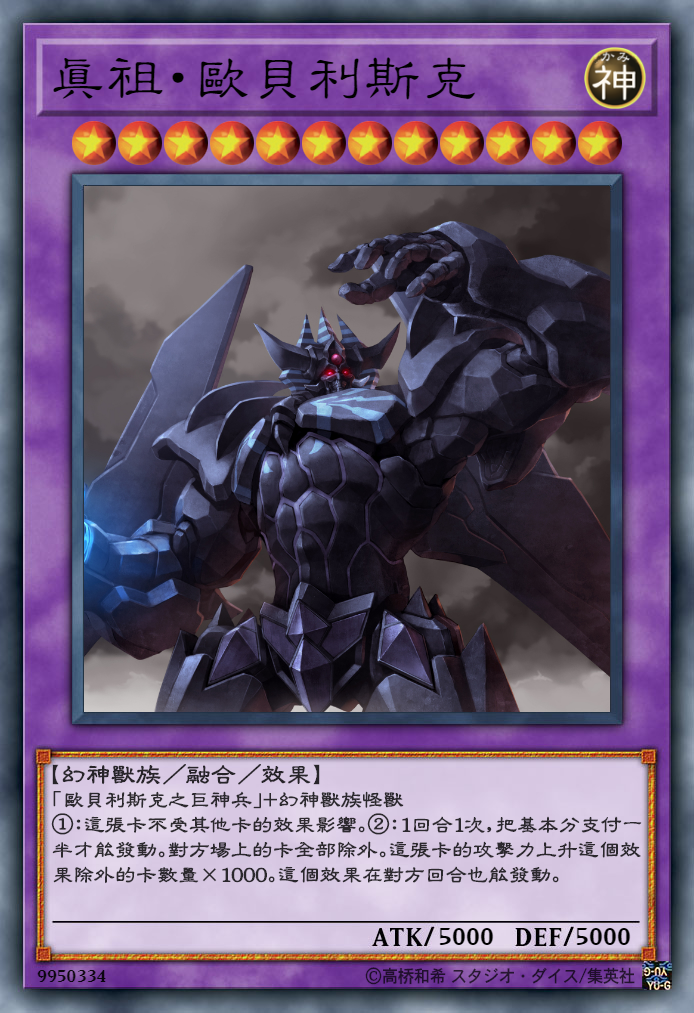 眞祖・歐貝利斯克
かみ
神
【幻神獸族／融合／效果】
「歐貝利斯克之巨神兵」+幻神獸族怪獸
①：這張卡不受其他卡的效果影響。②：1回合1次，把基本分支付一
半才能發動。對方場上的卡全部除外。這張卡的攻擊力上升這個效
果除外的卡數量×1000。這個效果在對方回合也能發動。
ATK/5000 DEF/5000
9950334
©高桥和希 スタジオ・ダイス/集英社
YU-G